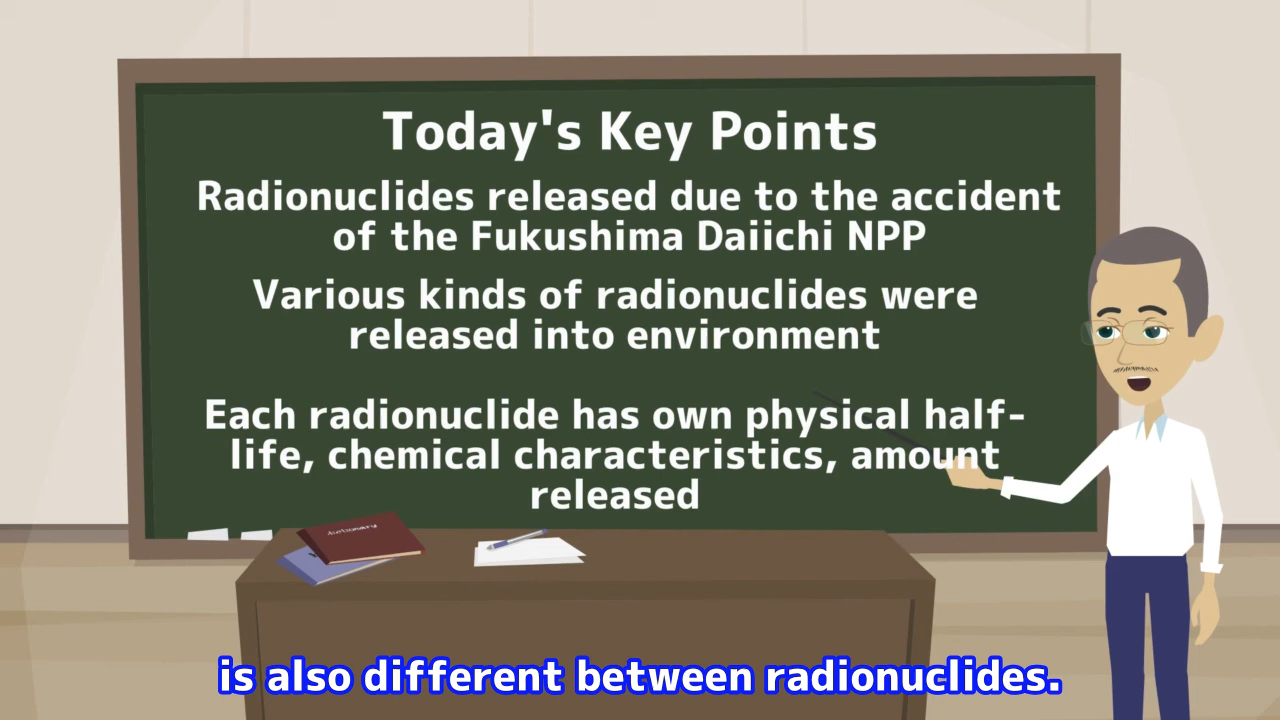 Today's Key Points
Radionuclides released due to the accident
of the Fukushima Daiichi NPP
Various kinds of radionuclides were
released into environment
Each radionuclide has own physical half-
life, chemical characteristics, amount
released
dictionary
is also different between radionuclides.